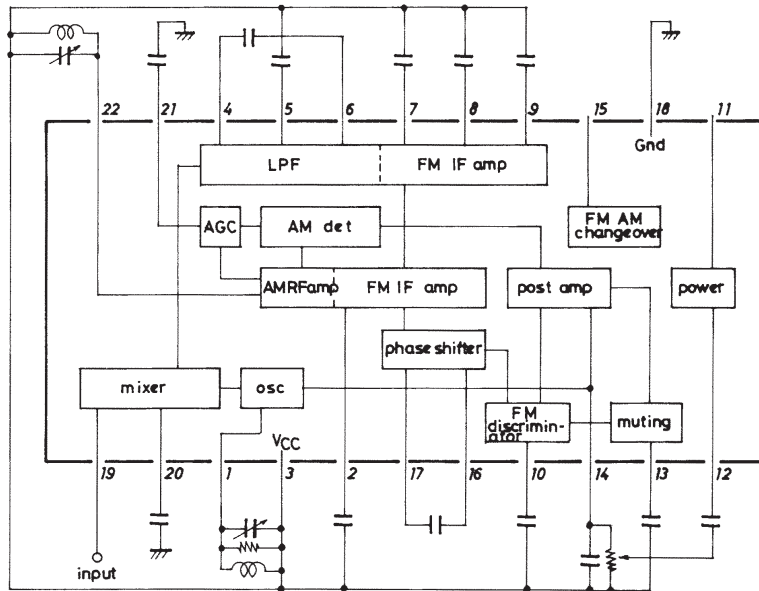 22
21
4
5
6
7
8
9
15
18
11
Gnd
LPF
FM IF amp
AGC
AM det
FM AM
changeover
AMRFamp
FM IF amp
post amp
power
phase shifter
mixer
osc
FM
discrimin-
ator
muting
VCC
19
20
1
3
2
17
16
10
14
13
12
input